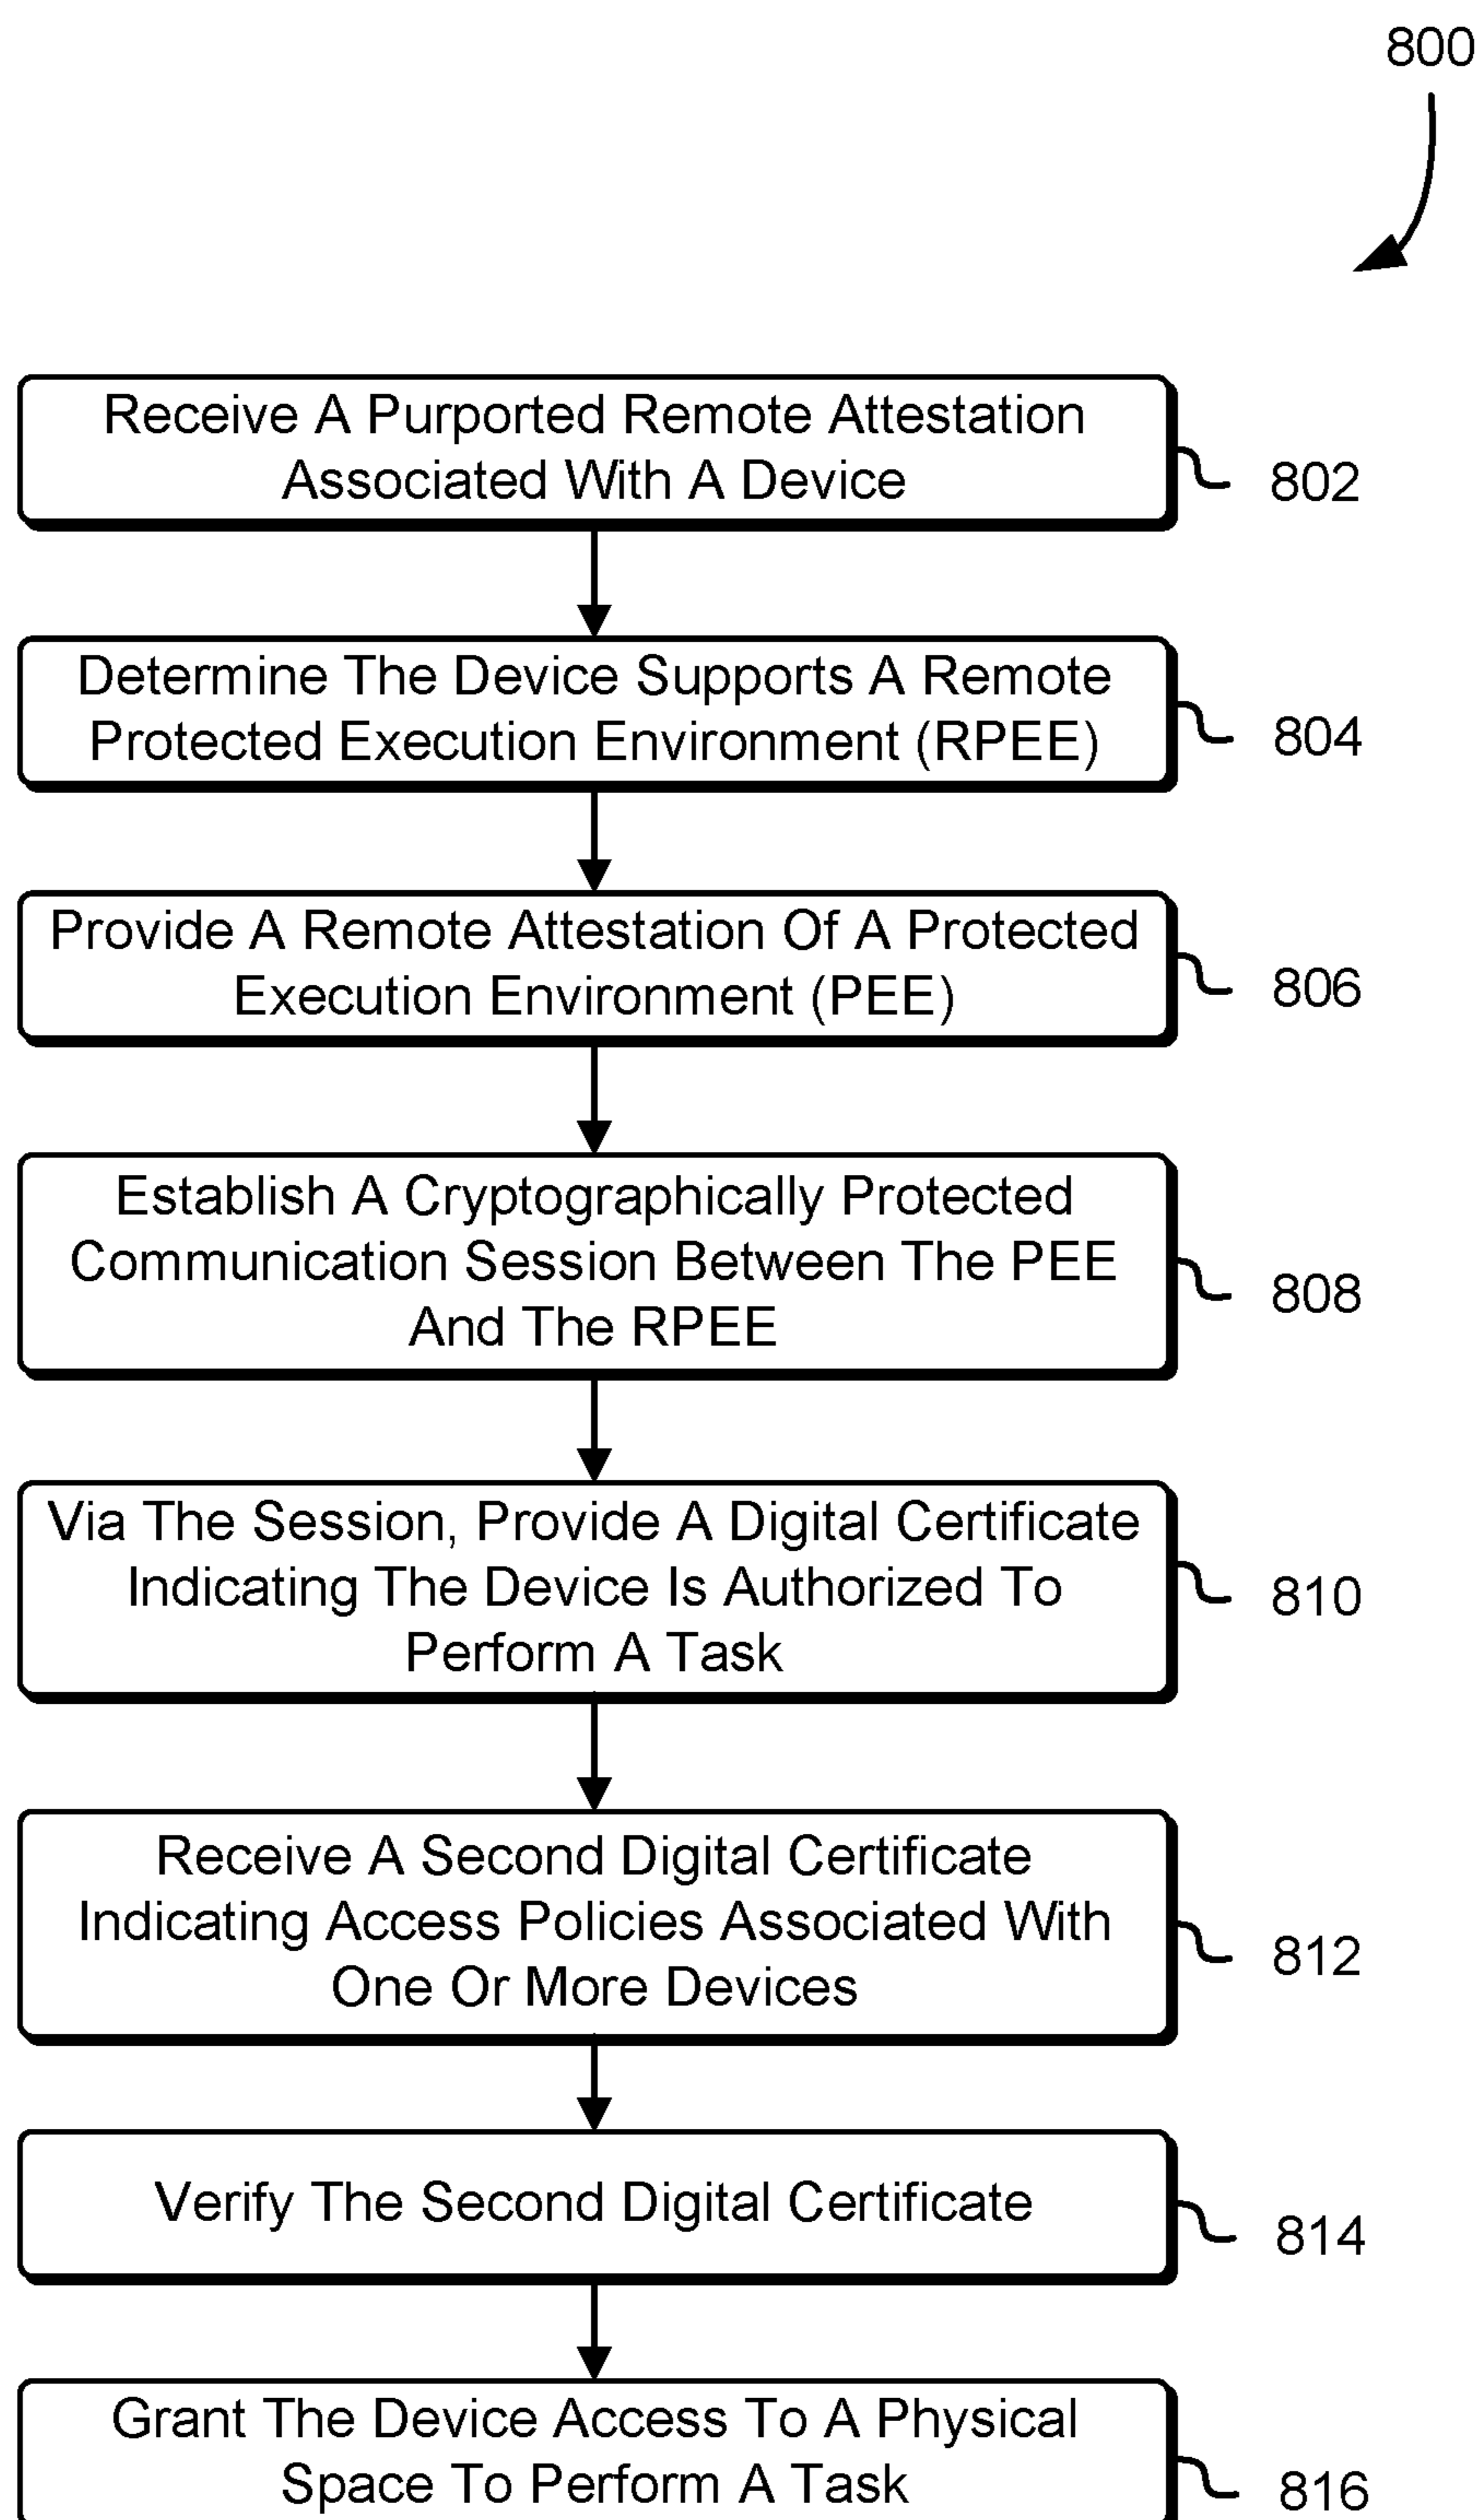 800
Receive A Purported Remote Attestation
Associated With A Device
802
Determine The Device Supports A Remote
Protected Execution Environment (RPEE)
804
Provide A Remote Attestation Of A Protected
Execution Environment (PEE)
806
Establish A Cryptographically Protected
Communication Session Between The PEE
And The RPEE
808
Via The Session, Provide A Digital Certificate
Indicating The Device Is Authorized To
Perform A Task
810
Receive A Second Digital Certificate
Indicating Access Policies Associated With
One Or More Devices
812
Verify The Second Digital Certificate
814
Grant The Device Access To A Physical
Space To Perform A Task
816